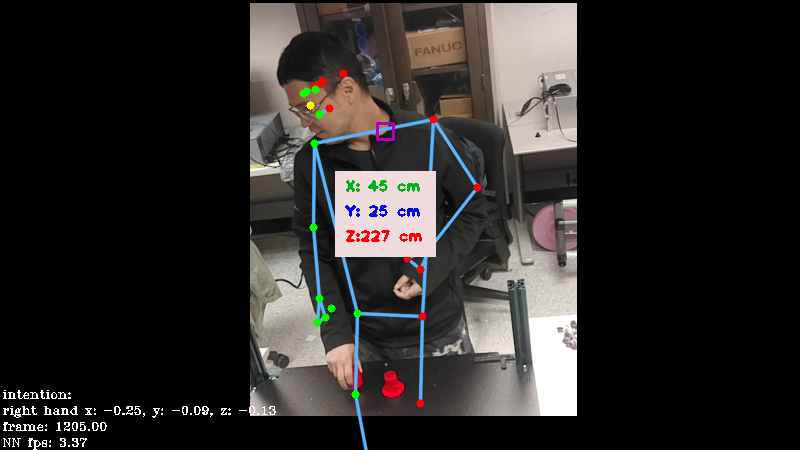 FANUC
X: 45 cm
Y: 25 cm
Z:227 cm
intention:
right hand x: -0.25, y: -0.09, z: -0.13
frame: 1205.00
NN fps: 3.37